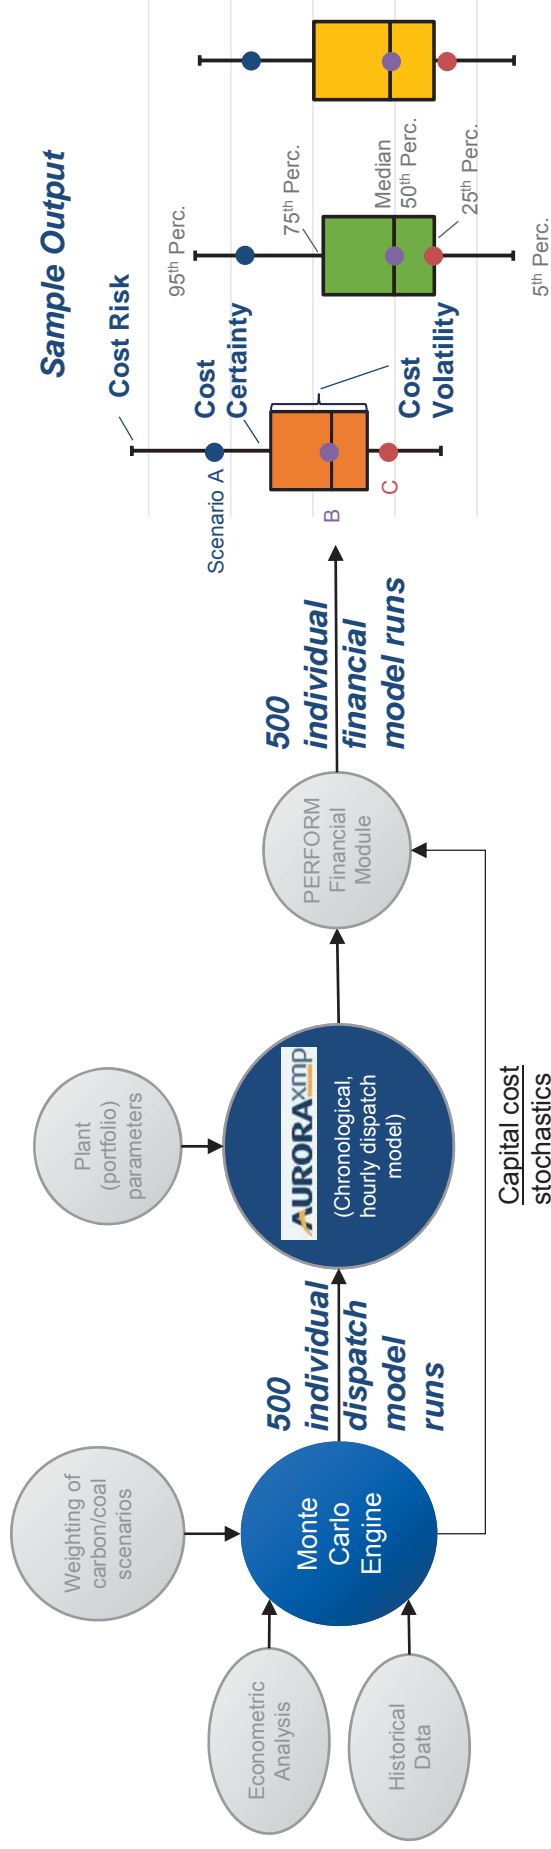 Econometric
Analysis
Historical
Data
Weighting of
carbon/coal
scenarios
Monte
Carlo
Engine
500
individual
dispatch
model
runs
Plant
(portfolio)
parameters
AURORAxmp
(Chronological,
hourly dispatch
model)
Capital cost
stochastics
PERFORM
Financial
Module
500
individual
financial
model runs
Sample Output
Cost Risk
Scenario A
B
C
Cost
Certainty
Cost
Volatility
95th Perc.
75th Perc.
Median
50th Perc.
25th Perc.
5th Perc.